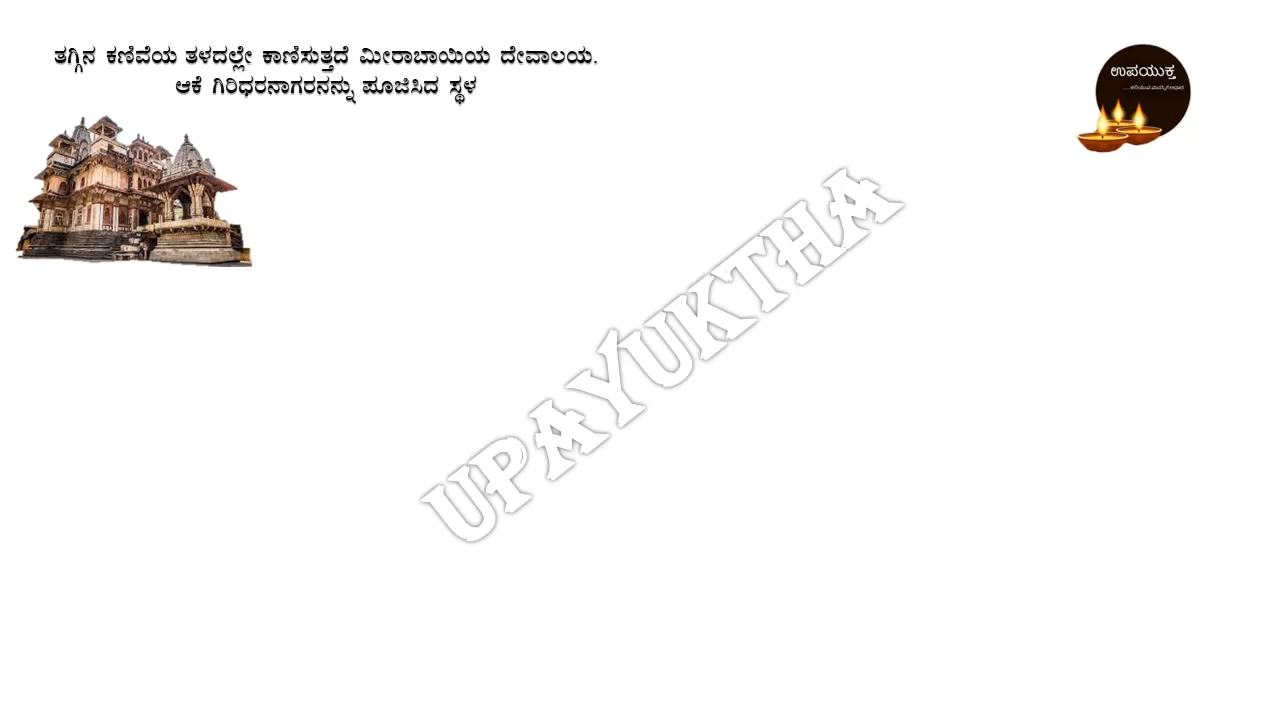 ತಗ್ಗಿನ ಕಣಿವೆಯ ತಳದಲ್ಲೇ ಕಾಣಿಸುತ್ತದೆ ಮೀರಾಬಾಯಿಯ ದೇವಾಲಯ.
ಆಕೆ ಗಿರಿಧರನಾಗರನನ್ನು ಪೂಜಿಸಿದ ಸ್ಥಳ
ಉಪಯುಕ್ತ
UPAYUKTHA